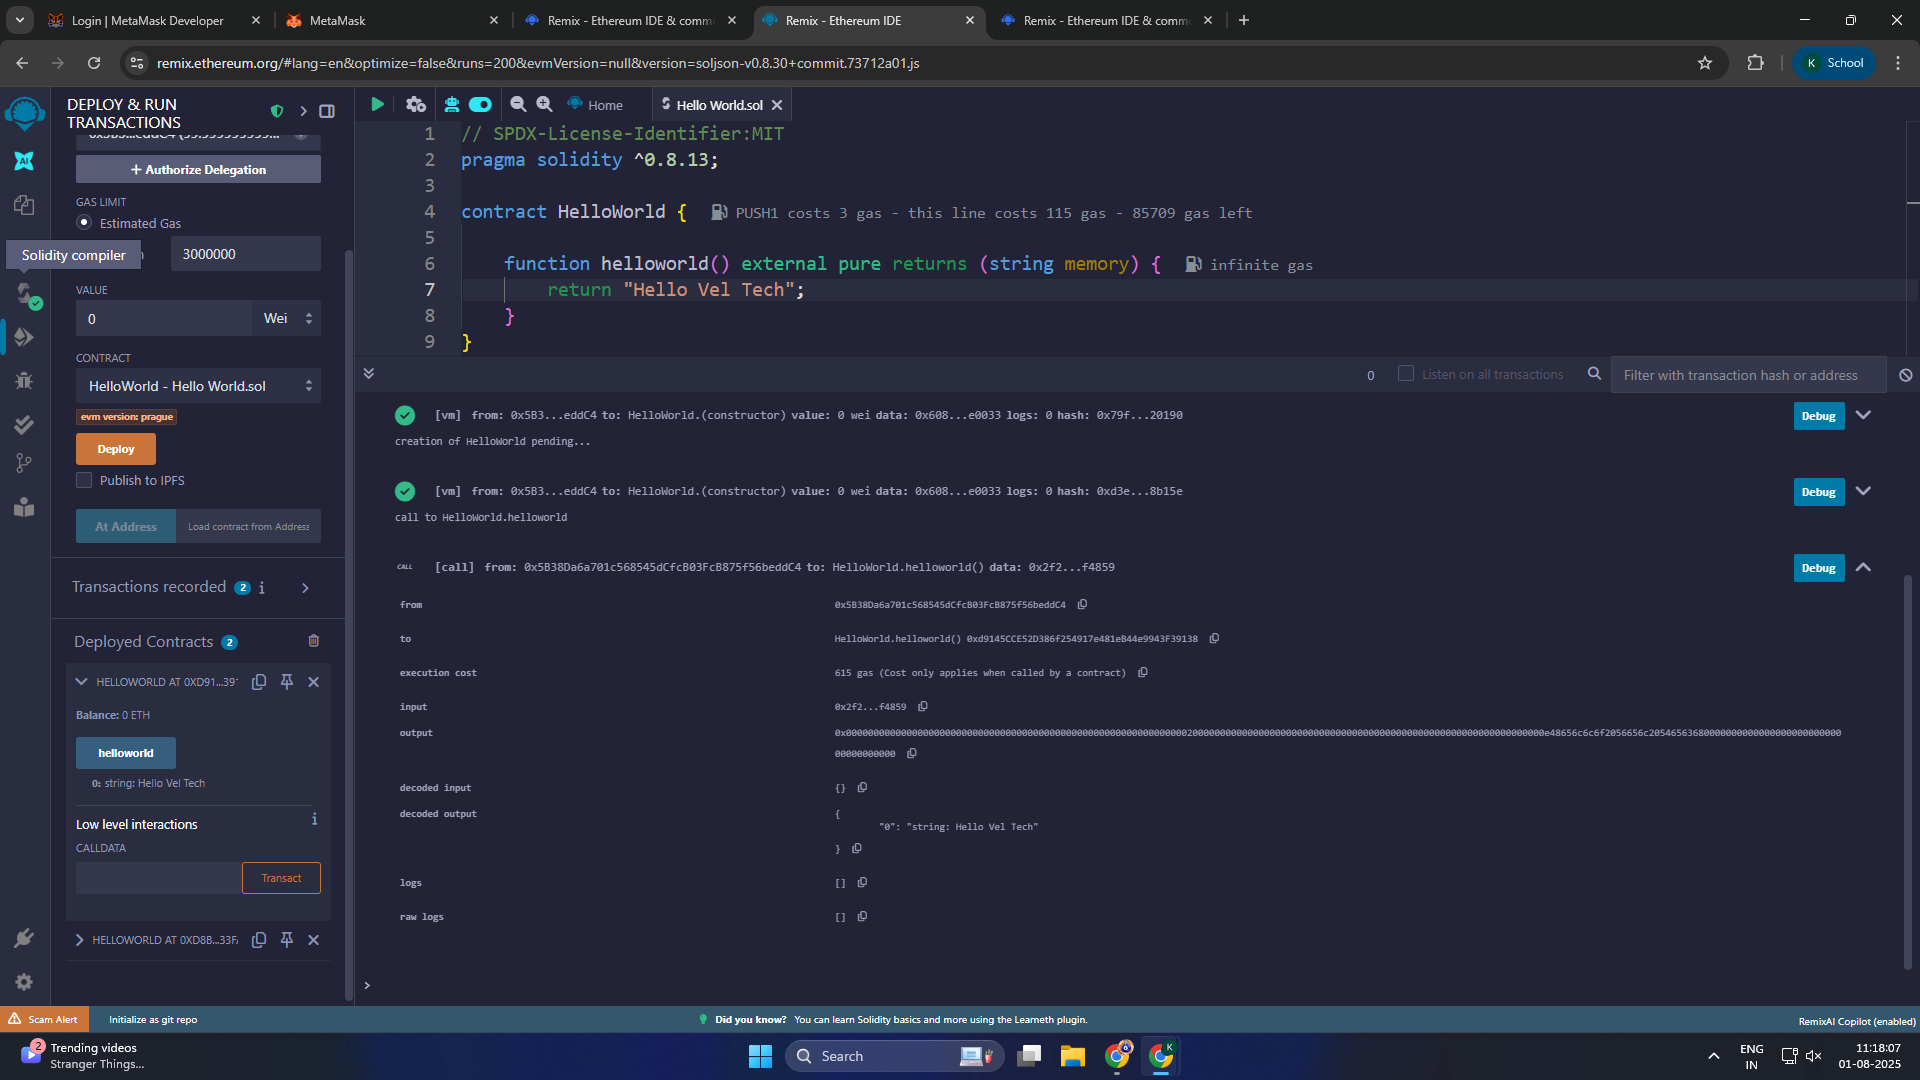 Login | MetaMask Developer
MetaMask
Remix - Ethereum IDE & comm
Remix - Ethereum IDE
Remix - Ethereum IDE & comm
remix.ethereum.org/#lang=en&optimize=false&runs=200&evmVersion=null&version=soljson-v0.8.30+commit.73712a01.js
K School
DEPLOY & RUN
TRANSACTIONS
+ Authorize Delegation
GAS LIMIT
Estimated Gas
Solidity compiler
3000000
VALUE
0
Wei
CONTRACT
HelloWorld - Hello World.sol
evm version: prague
Deploy
Publish to IPFS
At Address
Load contract from Address
Transactions recorded 2 i
Deployed Contracts 2
HELLOWORLD AT 0XD91...39
Balance: 0 ETH
helloworld
0: string: Hello Vel Tech
Low level interactions
i
CALLDATA
Transact
HELLOWORLD AT 0XD8B...33F
Home
Hello World.sol
1 // SPDX-License-Identifier:MIT
2 pragma solidity ^0.8.13;
3
4 contract HelloWorld { PUSH1 costs 3 gas - this line costs 115 gas - 85709 gas left
5
6 function helloworld() external pure returns (string memory) { infinite gas
7 return "Hello Vel Tech";
8 }
9 }
0
Listen on all transactions
Filter with transaction hash or address
[vm] from: 0x5B3...eddC4 to: HelloWorld.(constructor) value: 0 wei data: 0x608...e0033 logs: 0 hash: 0x79f...20190
Debug
creation of HelloWorld pending...
[vm] from: 0x5B3...eddC4 to: HelloWorld.(constructor) value: 0 wei data: 0x608...e0033 logs: 0 hash: 0xd3e...8b15e
Debug
call to HelloWorld.helloworld
CALL [call] from: 0x5B38Da6a701c568545dCfcB03FcB875f56beddC4 to: HelloWorld.helloworld() data: 0x2f2...f4859
Debug
from 0x5B38Da6a701c568545dCfcB03FcB875f56beddC4
to HelloWorld.helloworld() 0xd9145CCE52D386f254917e481eB44e9943F39138
execution cost 615 gas (Cost only applies when called by a contract)
input 0x2f2...f4859
output
decoded input {}
decoded output {
"0": "string: Hello Vel Tech"
}
logs []
raw logs []
>
Scam Alert
Initialize as git repo
Did you know? You can learn Solidity basics and more using the Learneth plugin.
RemixAI Copilot (enabled)
2
Trending videos
Stranger Things...
Search
K
ENG
IN
11:18:07
01-08-2025